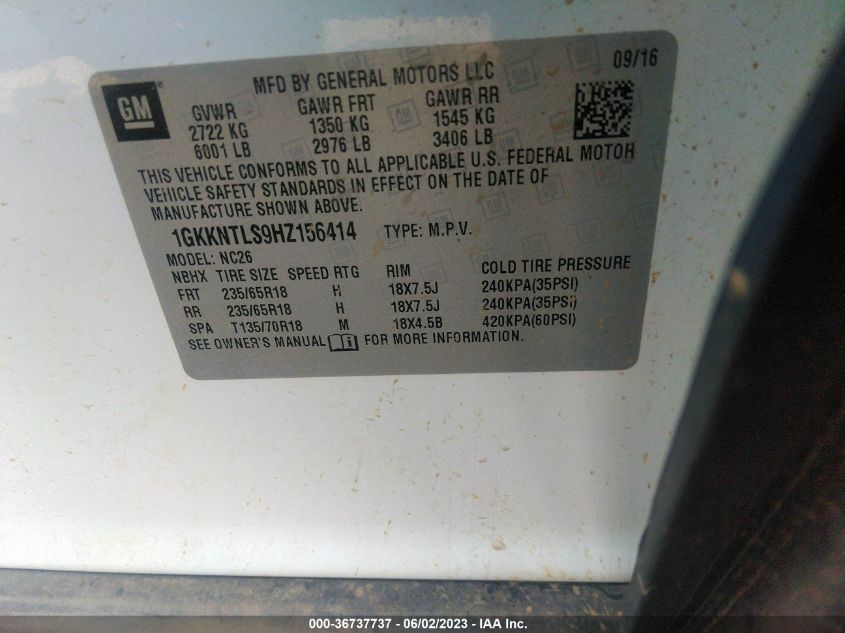 GM
MFD BY GENERAL MOTORS LLC 09/16
GVWR GAWR FRT GAWR RR
2722 KG 1350 KG 1545 KG
6001 LB 2976 LB 3406 LB
THIS VEHICLE CONFORMS TO ALL APPLICABLE U.S. FEDERAL MOTOR
VEHICLE SAFETY STANDARDS IN EFFECT ON THE DATE OF
MANUFACTURE SHOWN ABOVE.
1GKKNTLS9HZ156414 TYPE: M.P.V.
MODEL: NC26
NBHX TIRE SIZE SPEED RTG RIM COLD TIRE PRESSURE
FRT 235/65R18 H 18X7.5J 240KPA(35PSI)
RR 235/65R18 H 18X7.5J 240KPA(35PSI)
SPA T135/70R18 M 18X4.5B 420KPA(60PSI)
SEE OWNER'S MANUAL FOR MORE INFORMATION.
000-36737737 - 06/02/2023 - IAA Inc.